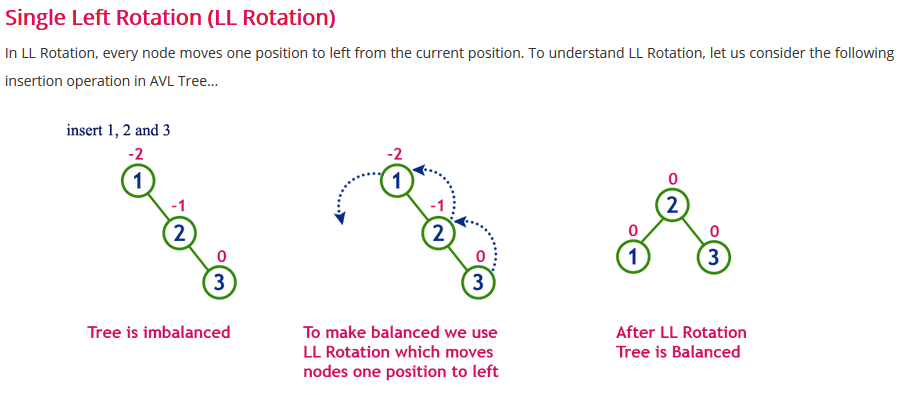 Single Left Rotation (LL Rotation)
In LL Rotation, every node moves one position to left from the current position. To understand LL Rotation, let us consider the following
insertion operation in AVL Tree...
insert 1, 2 and 3
-2
1
-1
2
0
3
Tree is imbalanced
-2
1
-1
2
0
3
To make balanced we use
LL Rotation which moves
nodes one position to left
0
2
0
0
1
3
After LL Rotation
Tree is Balanced